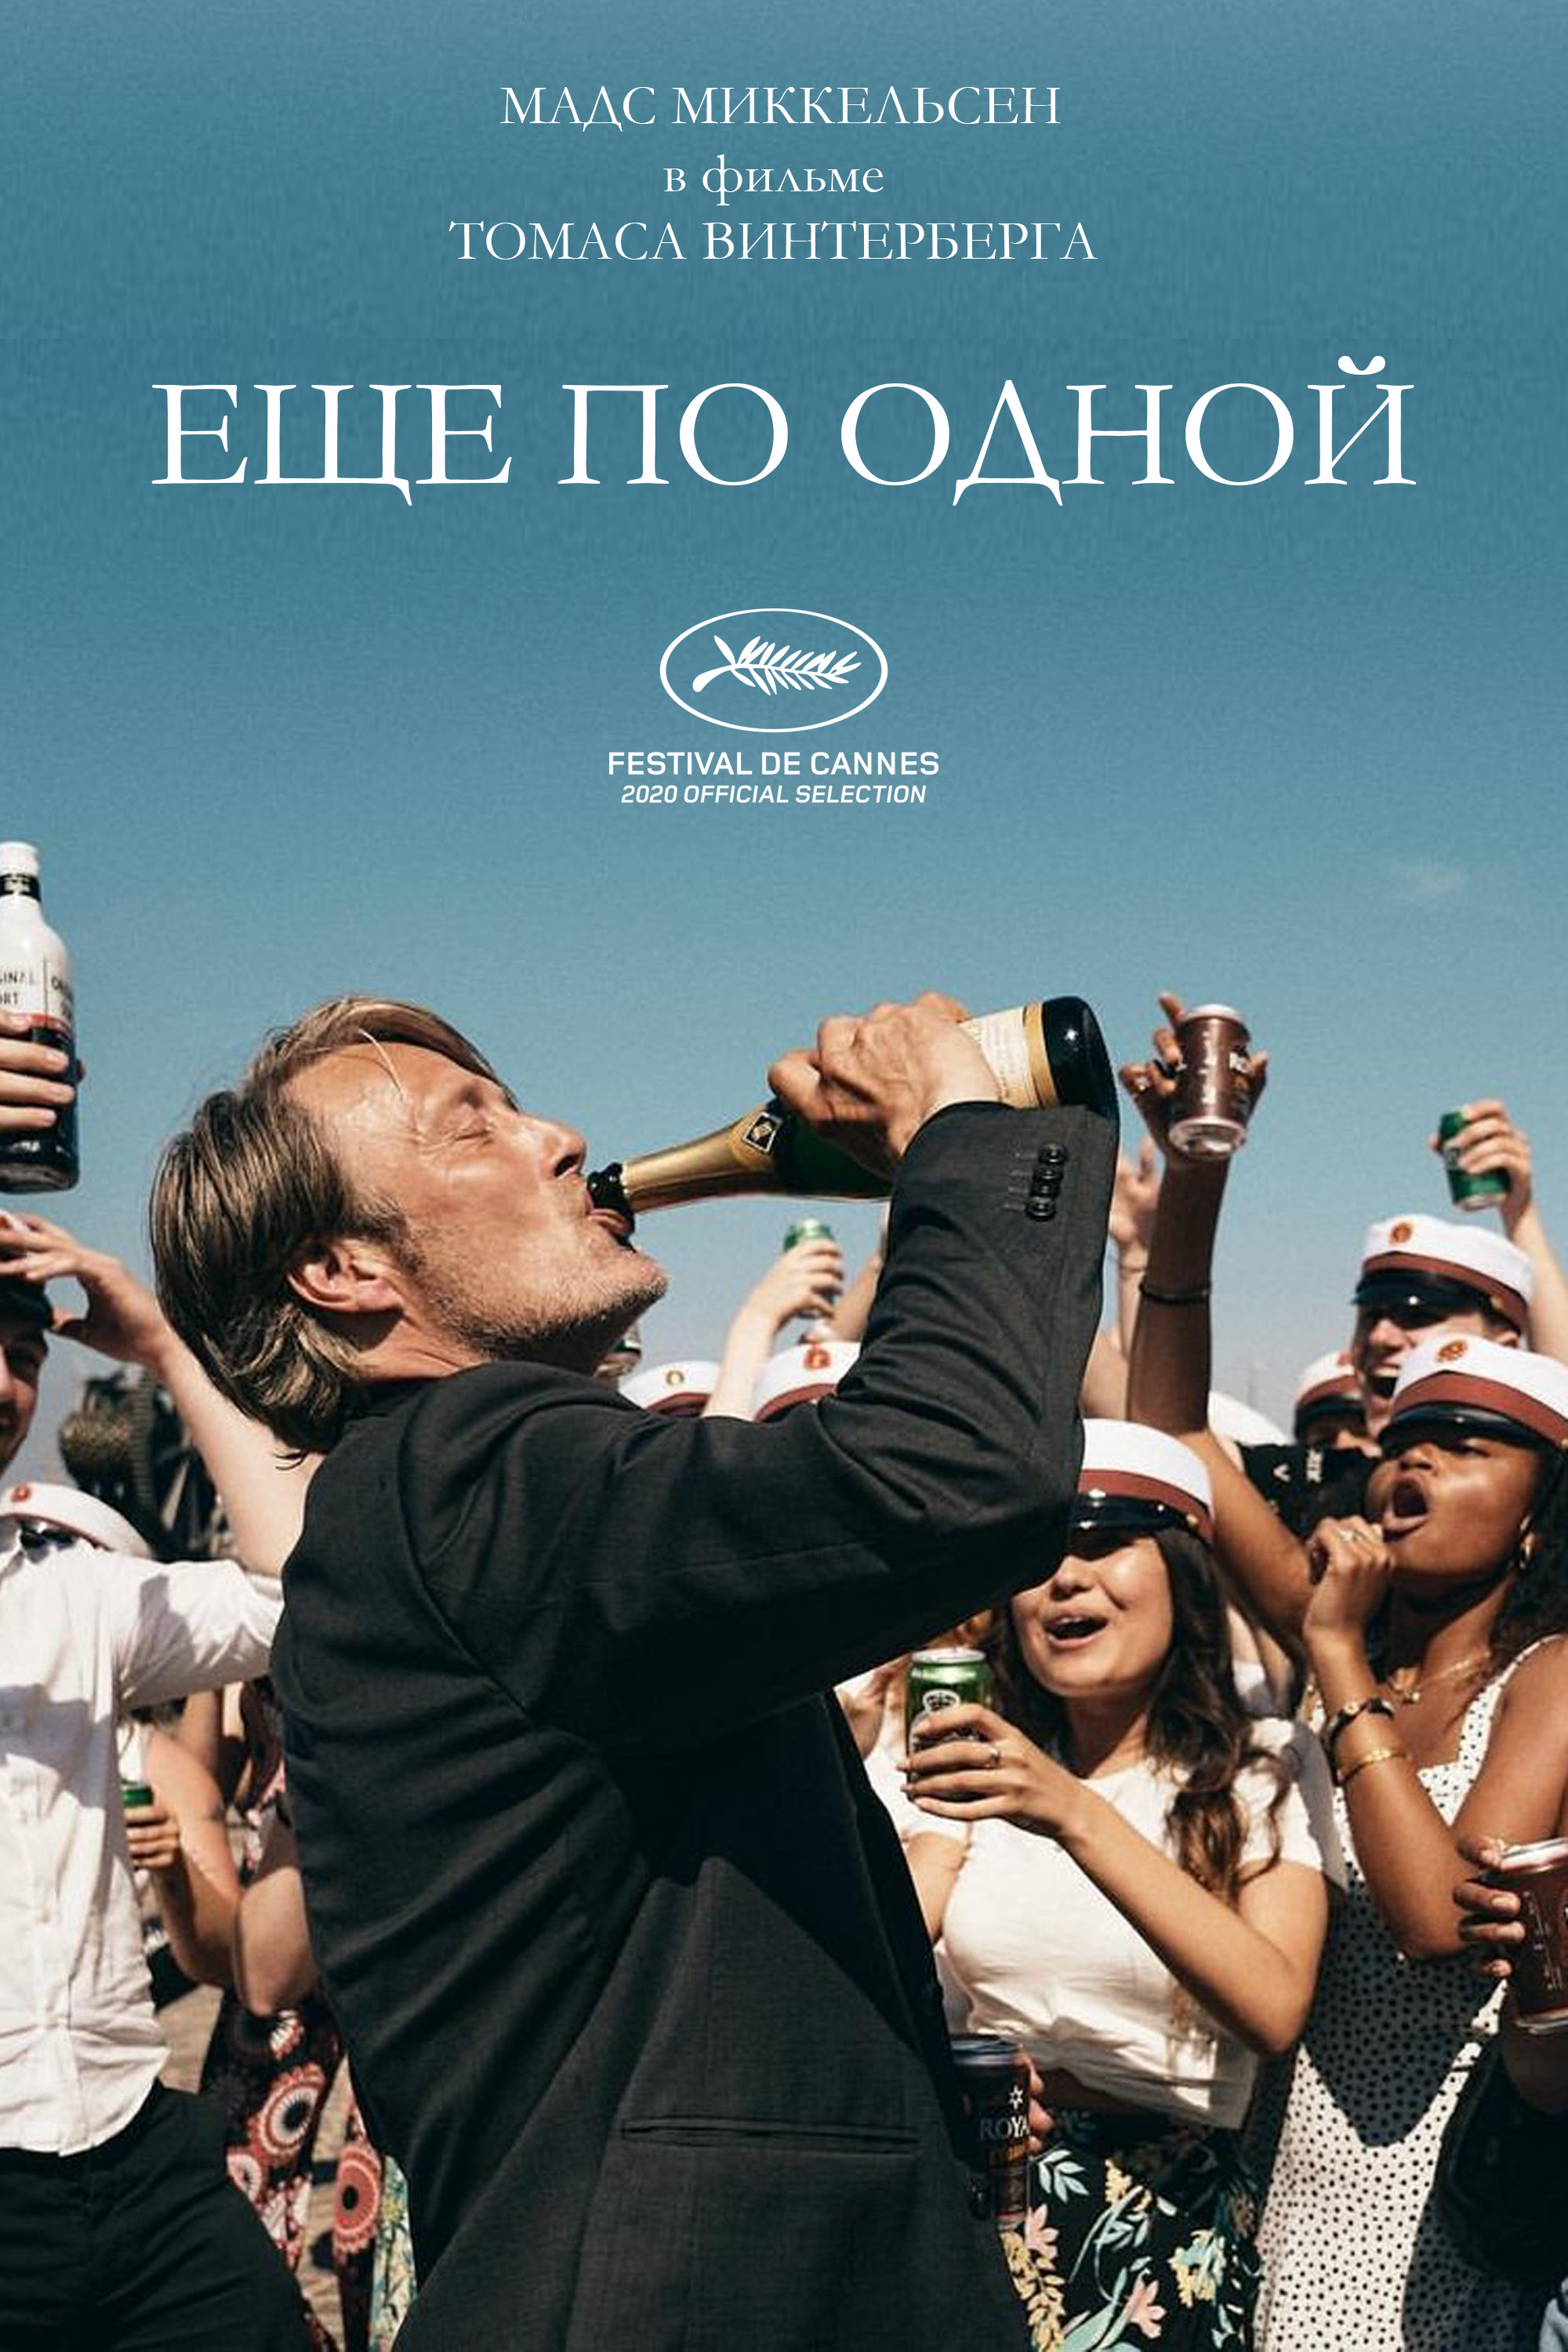 МАДС МИККЕЛЬСЕН
в фильме
ТОМАСА ВИНТЕРБЕРГА
ЕЩЕ ПО ОДНОЙ
FESTIVAL DE CANNES
2020 OFFICIAL SELECTION